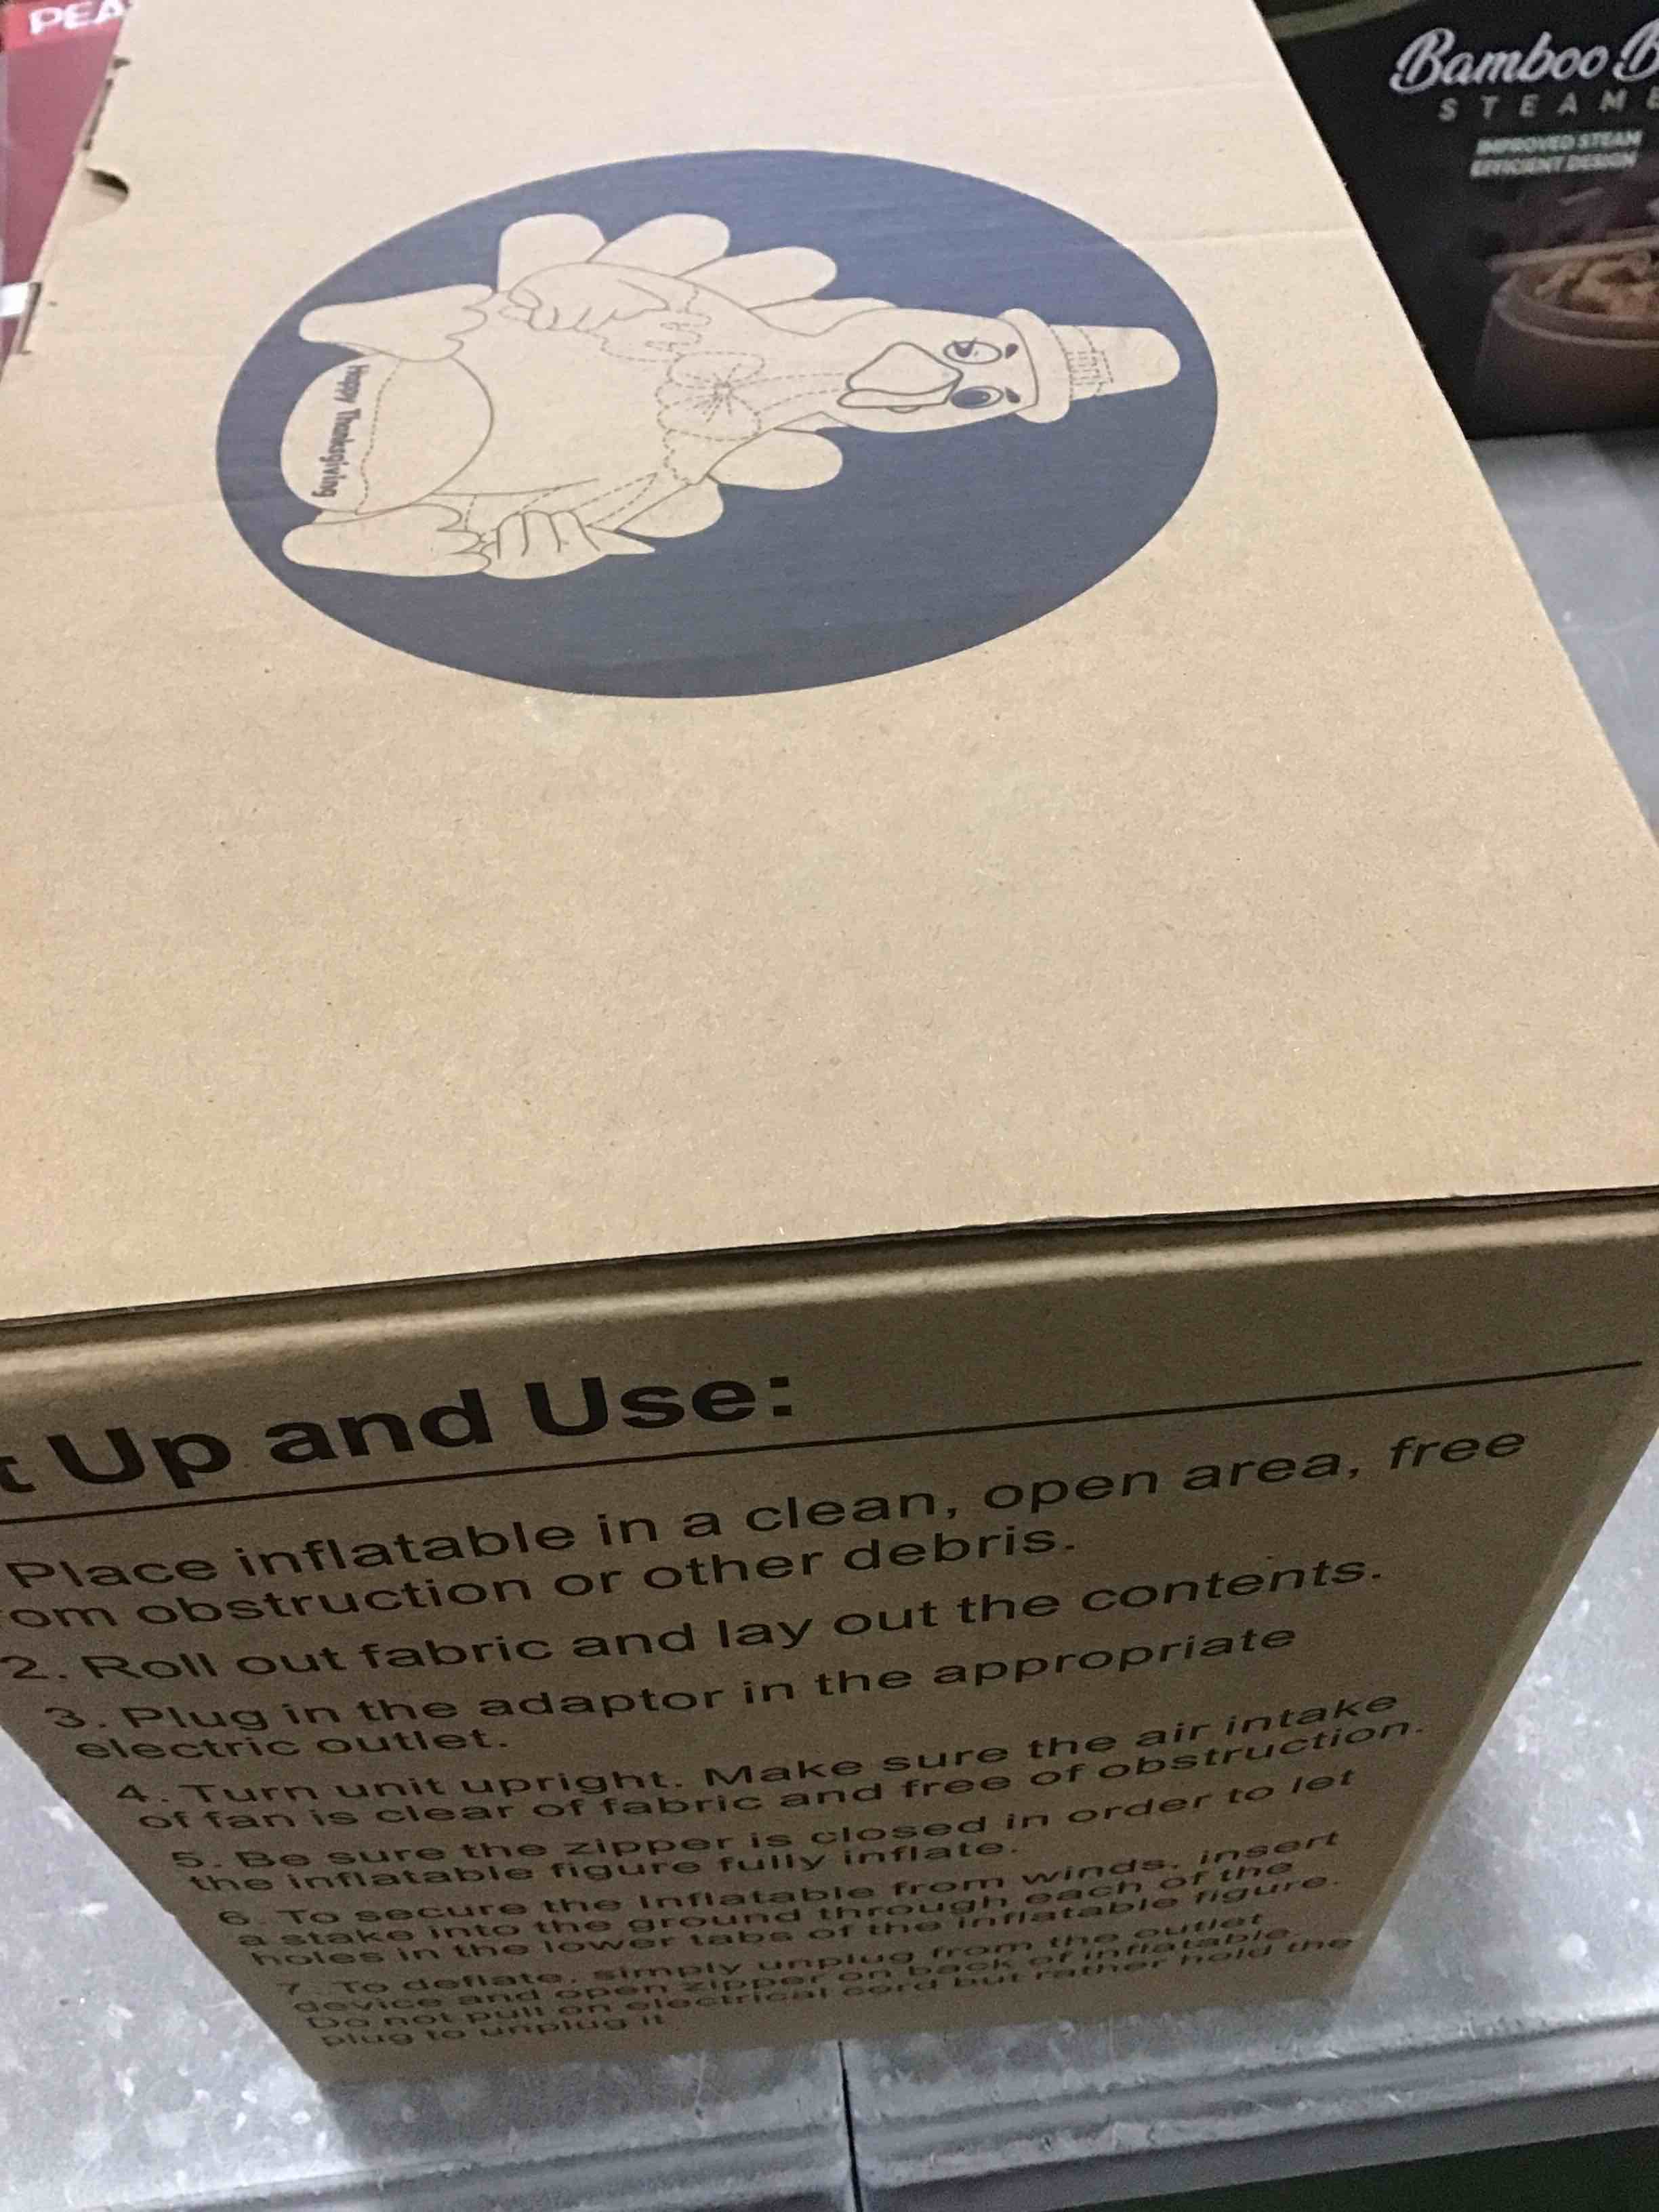 PEA
Bamboo B
STEAME
IMPROVED STEAM
EFFICIENT DESIGN
Happy Thanksgiving
t Up and Use:
Place inflatable in a clean, open area, free
om obstruction or other debris.
2. Roll out fabric and lay out the contents.
3. Plug in the adaptor in the appropriate
electric outlet.
4. Turn unit upright. Make sure the air intake
of fan is clear of fabric and free of obstruction.
5. Be sure the zipper is closed in order to let
the inflatable figure fully inflate.
6. To secure the Inflatable from winds, insert
a stake into the ground through each of the
holes in the lower tabs of the inflatable figure.
7. To deflate, simply unplug from the outlet
device and open zipper on back of inflatable.
Do not pull on electrical cord but rather hold the
plug to unplug it.